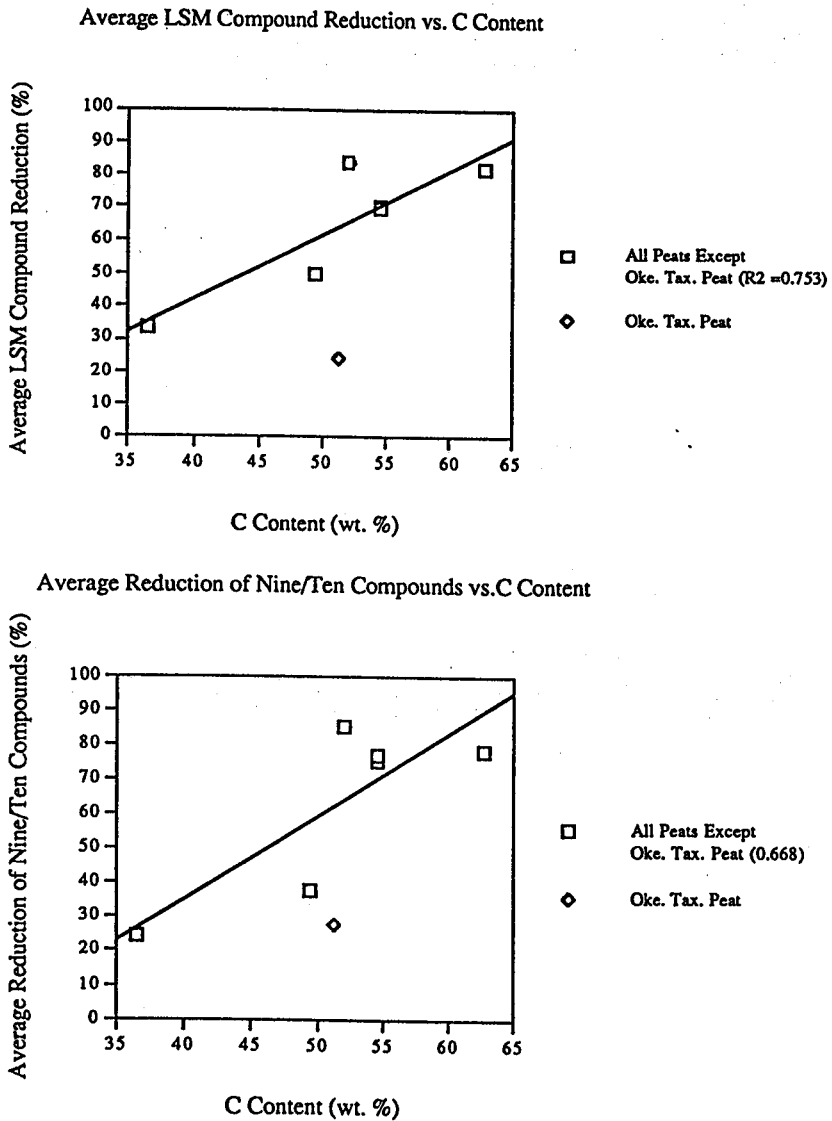 Average LSM Compound Reduction vs. C Content
Average LSM Compound Reduction (%)
100
90
80
70
60
50
40
30
20
10
0
35 40 45 50 55 60 65
C Content (wt. %)
All Peats Except
Oke. Tax. Peat (R2 =0.753)
Oke. Tax. Peat
Average Reduction of Nine/Ten Compounds vs.C Content
Average Reduction of Nine/Ten Compounds (%)
100
90
80
70
60
50
40
30
20
10
0
35 40 45 50 55 60 65
C Content (wt. %)
All Peats Except
Oke. Tax. Peat (0.668)
Oke. Tax. Peat